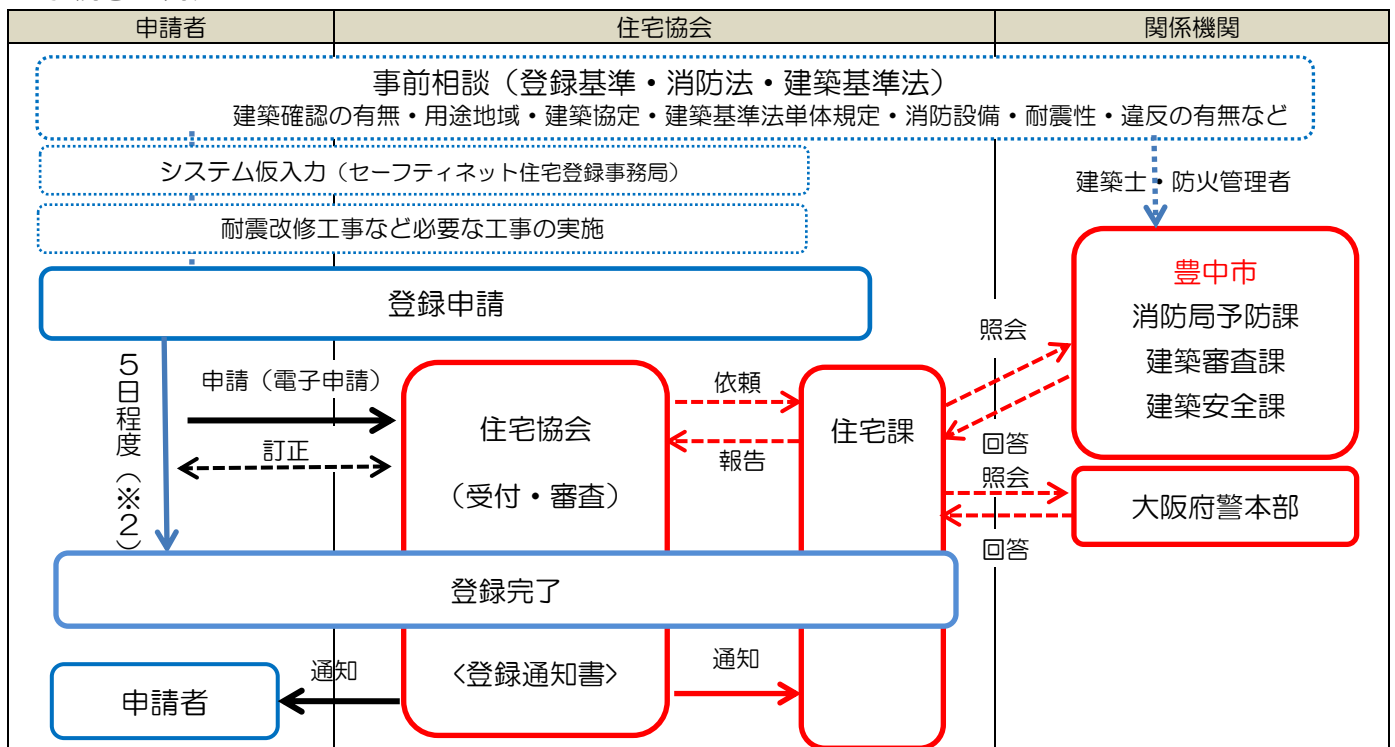 申請者
住宅協会
関係機関
事前相談（登録基準・消防法・建築基準法）
建築確認の有無・用途地域・建築協定・建築基準法単体規定・消防設備・耐震性・違反の有無など
システム仮入力（セーフティネット住宅登録事務局）
建築士・防火管理者
耐震改修工事など必要な工事の実施
登録申請
豊中市
消防局予防課
建築審査課
建築安全課
照会
回答
５日程度（※２）
申請（電子申請）
訂正
住宅協会
（受付・審査）
依頼
報告
住宅課
照会
回答
大阪府警本部
登録完了
<登録通知書>
通知
通知
申請者